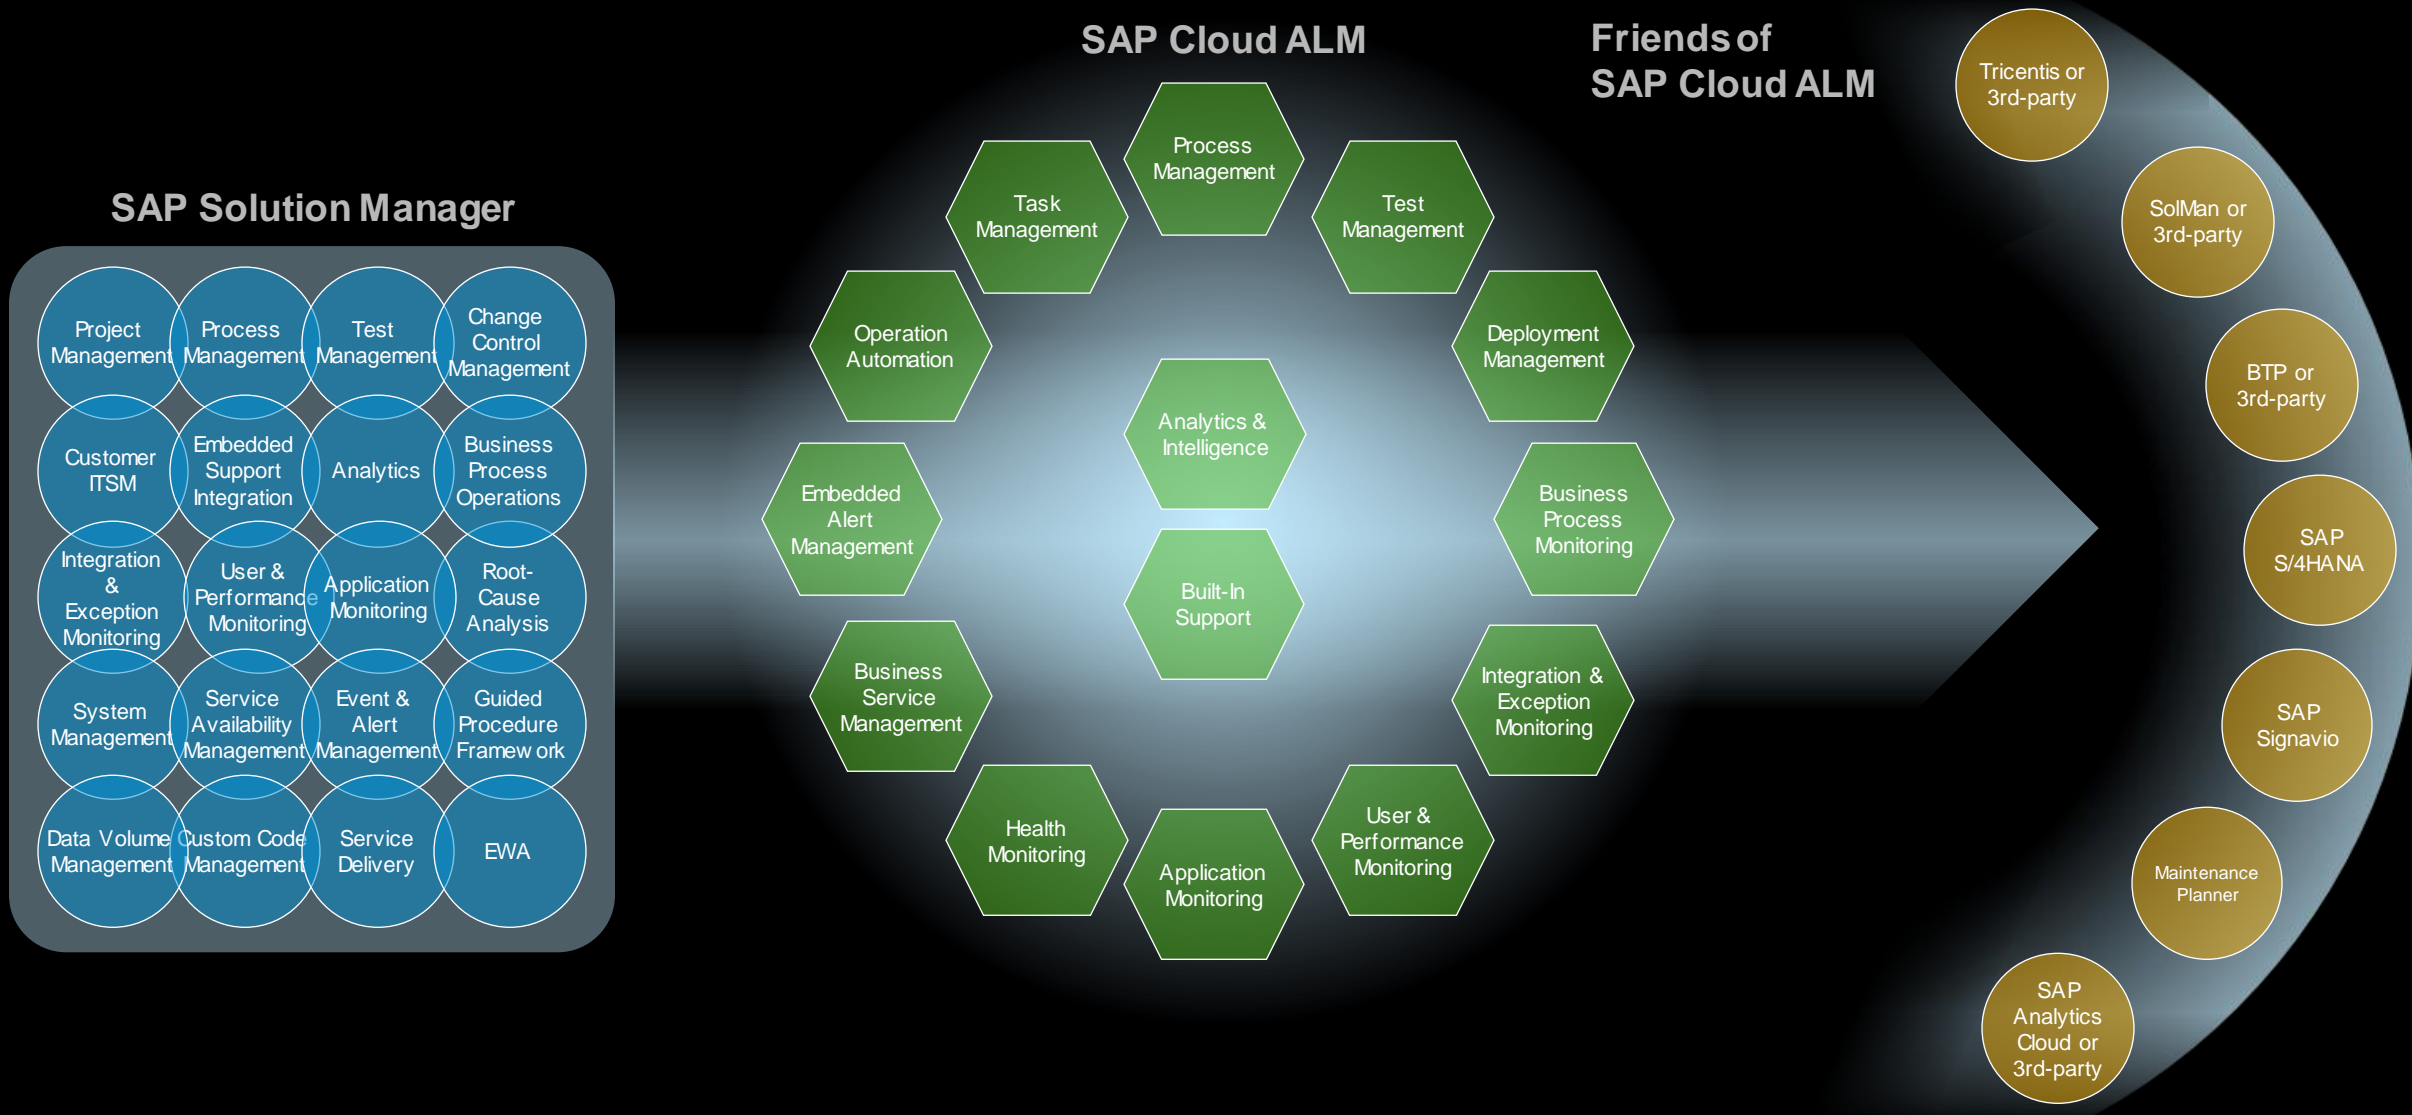 SAP Solution Manager
Project
Management
Process
Management
Test
Management
Change
Control
Management
Customer
ITSM
Embedded
Support
Integration
Analytics
Business
Process
Operations
Integration
&
Exception
Monitoring
User &
Performance
Monitoring
Application
Monitoring
Root-
Cause
Analysis
System
Management
Service
Availability
Management
Event &
Alert
Management
Guided
Procedure
Framework
Data Volume
Management
Custom Code
Management
Service
Delivery
EWA
SAP Cloud ALM
Process
Management
Task
Management
Test
Management
Operation
Automation
Deployment
Management
Analytics &
Intelligence
Embedded
Alert
Management
Business
Process
Monitoring
Built-In
Support
Business
Service
Management
Integration &
Exception
Monitoring
Health
Monitoring
Application
Monitoring
User &
Performance
Monitoring
Friends of
SAP Cloud ALM
Tricentis or
3rd-party
SolMan or
3rd-party
BTP or
3rd-party
SAP
S/4HANA
SAP
Signavio
Maintenance
Planner
SAP
Analytics
Cloud or
3rd-party